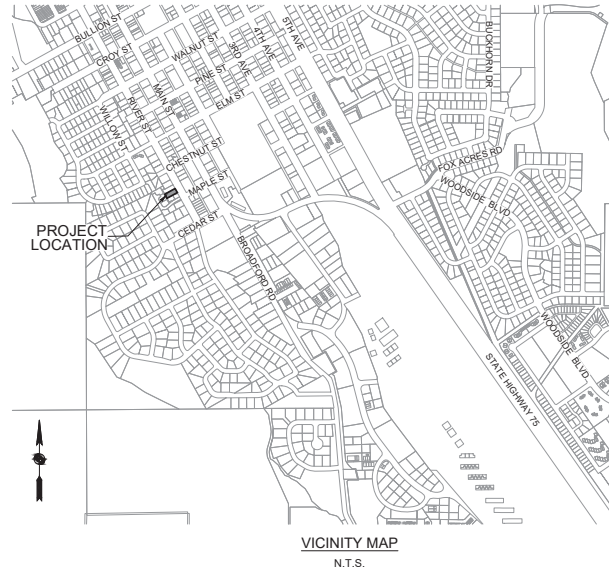 BULLION ST
CROY ST
WALNUT ST
PINE ST
3RD AVE
4TH AVE
5TH AVE
ELM ST
BUCKHORN DR
WILLOW ST
RIVER ST
MAIN ST
CHESTNUT ST
MAPLE ST
FOX ACRES RD
WOODSIDE BLVD
PROJECT
LOCATION
CEDAR ST
BROADFORD RD
WOODSIDE BLVD
STATE HIGHWAY 75
VICINITY MAP
N.T.S.